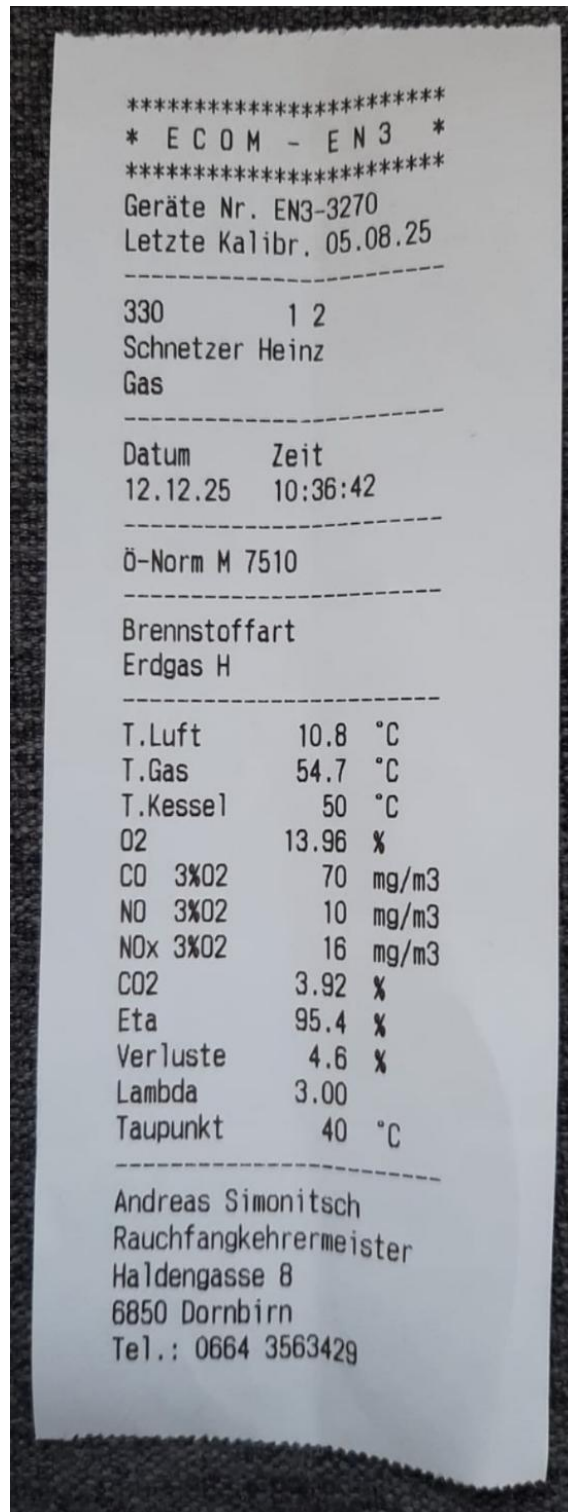 ************************
* E C O M - E N 3 *
************************
Geräte Nr. EN3-3270
Letzte Kalibr. 05.08.25
------------------------
330 1 2
Schnetzer Heinz
Gas
------------------------
Datum Zeit
12.12.25 10:36:42
------------------------
Ö-Norm M 7510
------------------------
Brennstoffart
Erdgas H
------------------------
T.Luft 10.8 °C
T.Gas 54.7 °C
T.Kessel 50 °C
O2 13.96 %
CO 3%O2 70 mg/m3
NO 3%O2 10 mg/m3
NOx 3%O2 16 mg/m3
CO2 3.92 %
Eta 95.4 %
Verluste 4.6 %
Lambda 3.00
Taupunkt 40 °C
------------------------
Andreas Simonitsch
Rauchfangkehrermeister
Haldengasse 8
6850 Dornbirn
Tel.: 0664 3563429